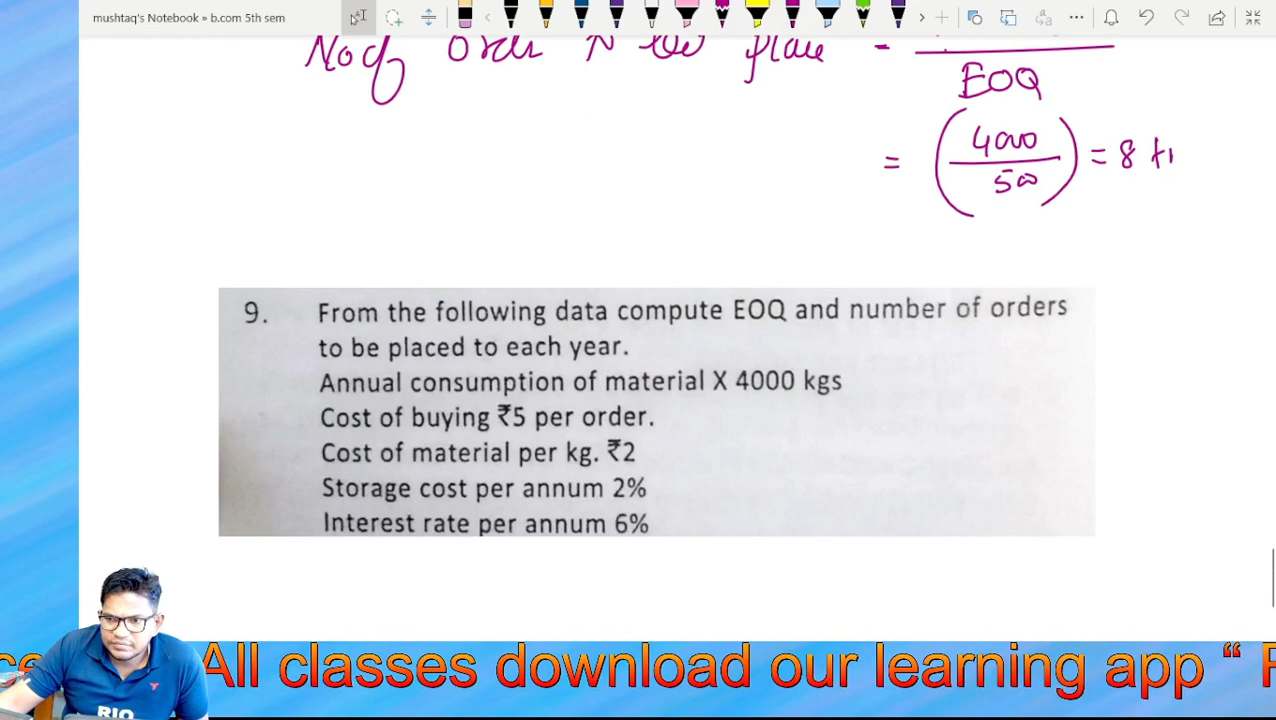 mushtaq's Notebook » b.com 5th sem
No of order to be place =
EOQ
= (4000
500) = 8
9. From the following data compute EOQ and number of orders
to be placed to each year.
Annual consumption of material X 4000 kgs
Cost of buying ₹5 per order.
Cost of material per kg. ₹2
Storage cost per annum 2%
Interest rate per annum 6%
All classes download our learning app “
RIO